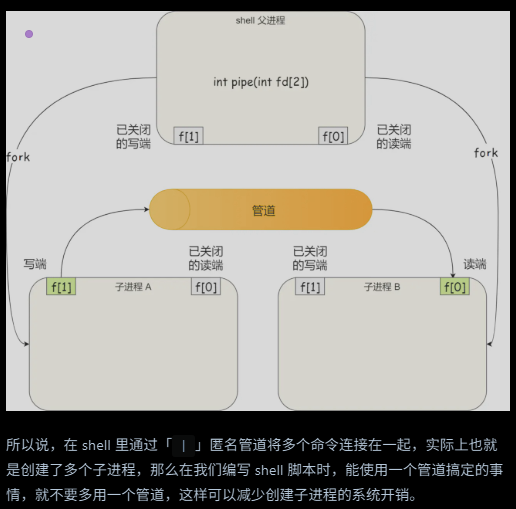 shell 父进程
int pipe(int fd[2])
已关闭
的写端
f[1]
f[0]
已关闭
的读端
fork
fork
管道
写端
已关闭
的读端
已关闭
的写端
读端
f[1]
子进程 A
f[0]
f[1]
子进程 B
f[0]
所以说，在 shell 里通过「 | 」匿名管道将多个命令连接在一起，实际上也就
是创建了多个子进程，那么在我们编写 shell 脚本时，能使用一个管道搞定的事
情，就不要多用一个管道，这样可以减少创建子进程的系统开销。